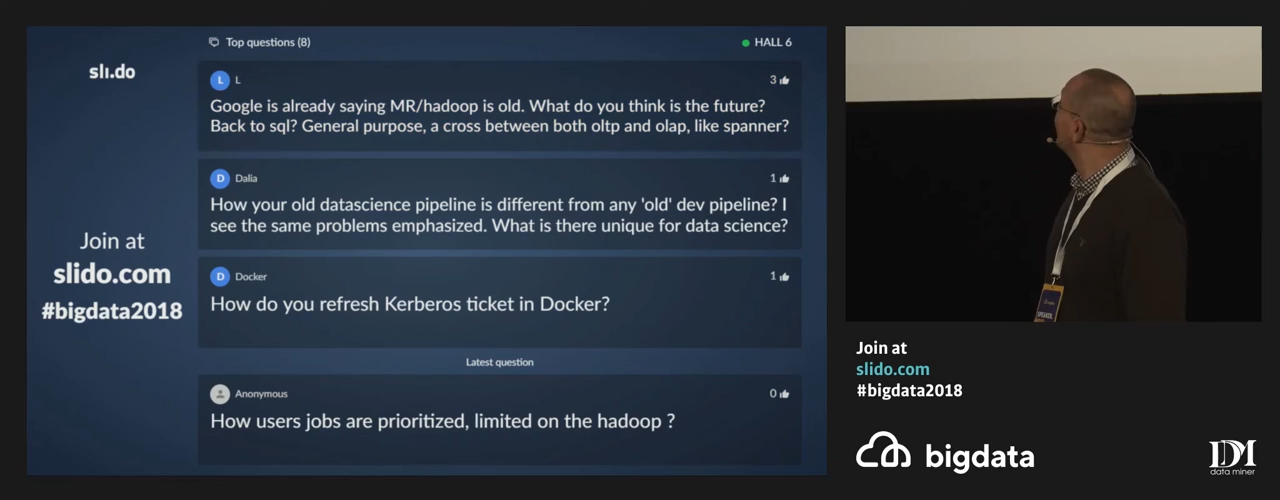 sli.do
Top questions (8)
HALL 6
L
L
3
Google is already saying MR/hadoop is old. What do you think is the future?
Back to sql? General purpose, a cross between both oltp and olap, like spanner?
D
Dalia
1
How your old datascience pipeline is different from any 'old' dev pipeline? I
see the same problems emphasized. What is there unique for data science?
D
Docker
1
How do you refresh Kerberos ticket in Docker?
Latest question
Anonymous
0
How users jobs are prioritized, limited on the hadoop ?
Join at
slido.com
#bigdata2018
SPEAKER
Join at
slido.com
#bigdata2018
bigdata
DM
data miner